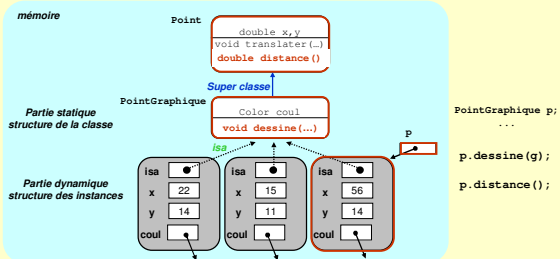 mémoire
Point
double x,y
void translater(…)
double distance()
Super classe
PointGraphique
Partie statique
structure de la classe
Color coul
void dessine(…)
isa
p
PointGraphique p;
...
p.dessine(g);
p.distance();
Partie dynamique
structure des instances
isa
x 22
y 14
coul
isa
x 15
y 11
coul
isa
x 56
y 14
coul